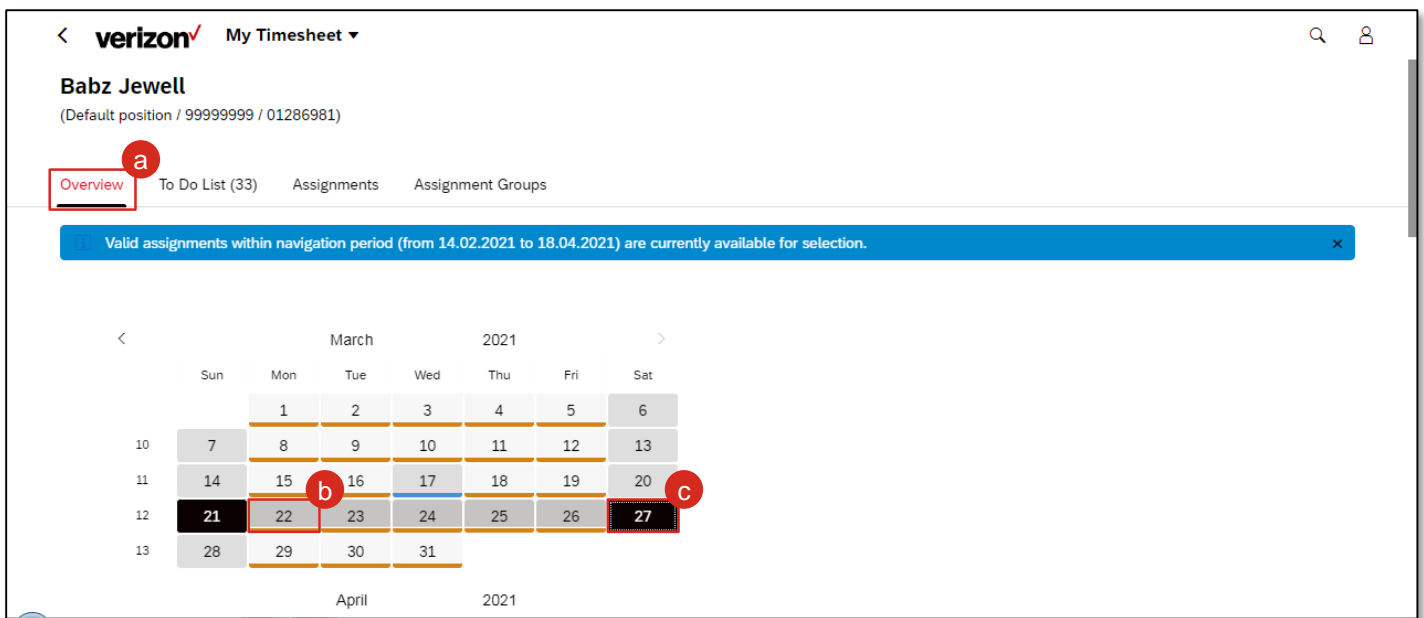 verizon My Timesheet
Babz Jewell
(Default position / 99999999 / 01286981)
a
Overview To Do List (33) Assignments Assignment Groups
Valid assignments within navigation period (from 14.02.2021 to 18.04.2021) are currently available for selection.
March 2021
Sun Mon Tue Wed Thu Fri Sat
1 2 3 4 5 6
10 7 8 9 10 11 12 13
11 14 15 16 17 18 19 20
b c
12 21 22 23 24 25 26 27
13 28 29 30 31
April 2021